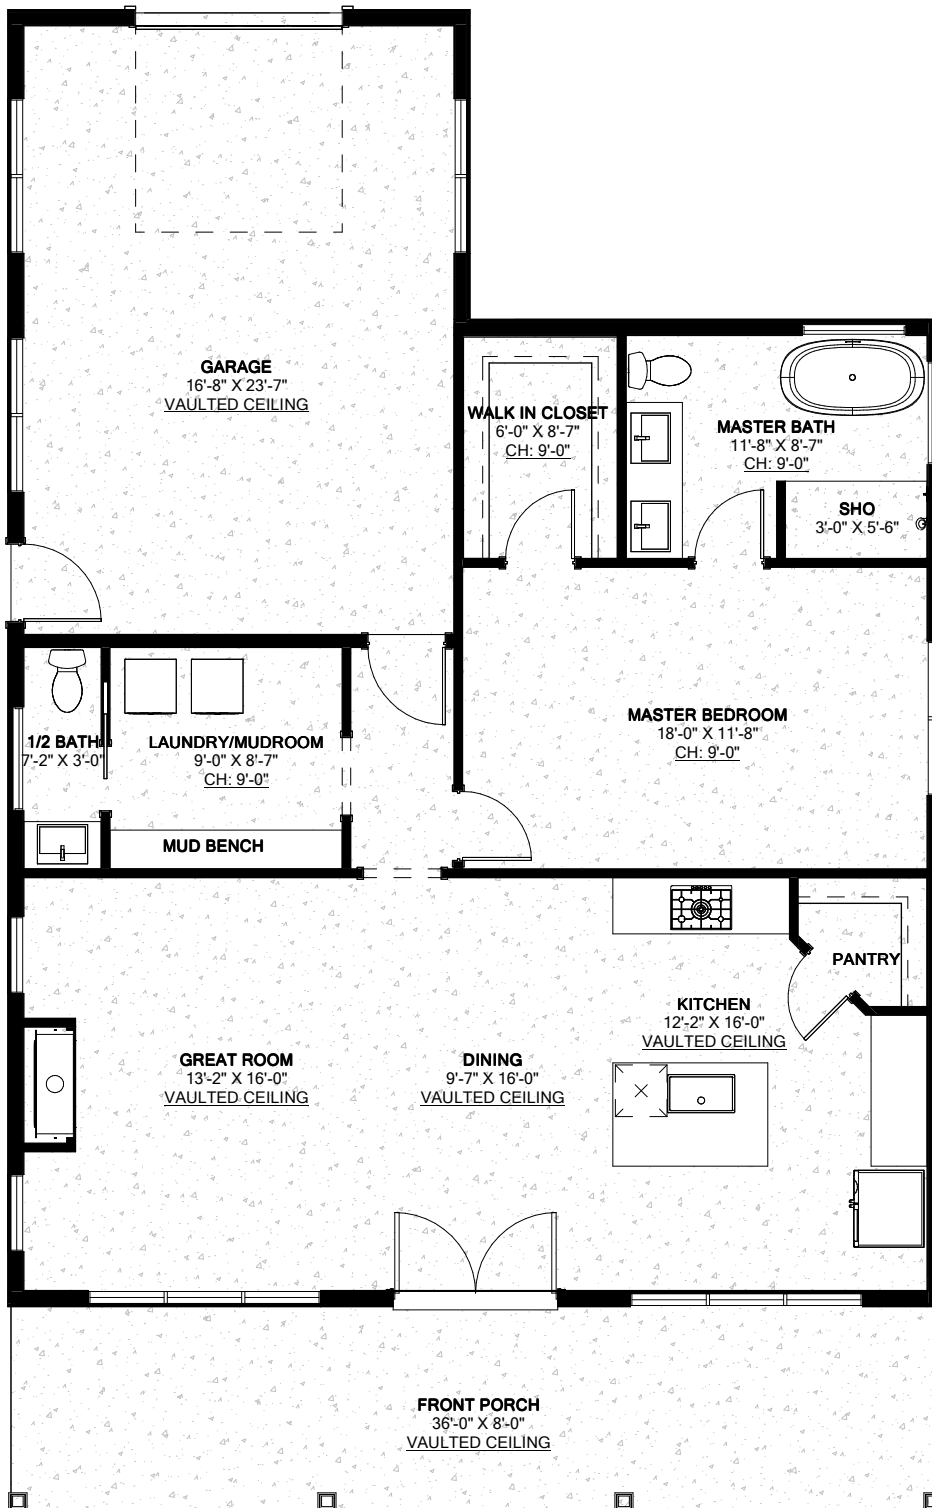 GARAGE
16'-8" X 23'-7"
VAULTED CEILING
WALK IN CLOSET
6'-0" X 8'-7"
CH: 9'-0"
MASTER BATH
11'-8" X 8'-7"
CH: 9'-0"
SHO
3'-0" X 5'-6"
MASTER BEDROOM
18'-0" X 11'-8"
CH: 9'-0"
1/2 BATH
7'-2" X 3'-0"
LAUNDRY/MUDROOM
9'-0" X 8'-7"
CH: 9'-0"
MUD BENCH
PANTRY
KITCHEN
12'-2" X 16'-0"
VAULTED CEILING
GREAT ROOM
13'-2" X 16'-0"
VAULTED CEILING
DINING
9'-7" X 16'-0"
VAULTED CEILING
FRONT PORCH
36'-0" X 8'-0"
VAULTED CEILING